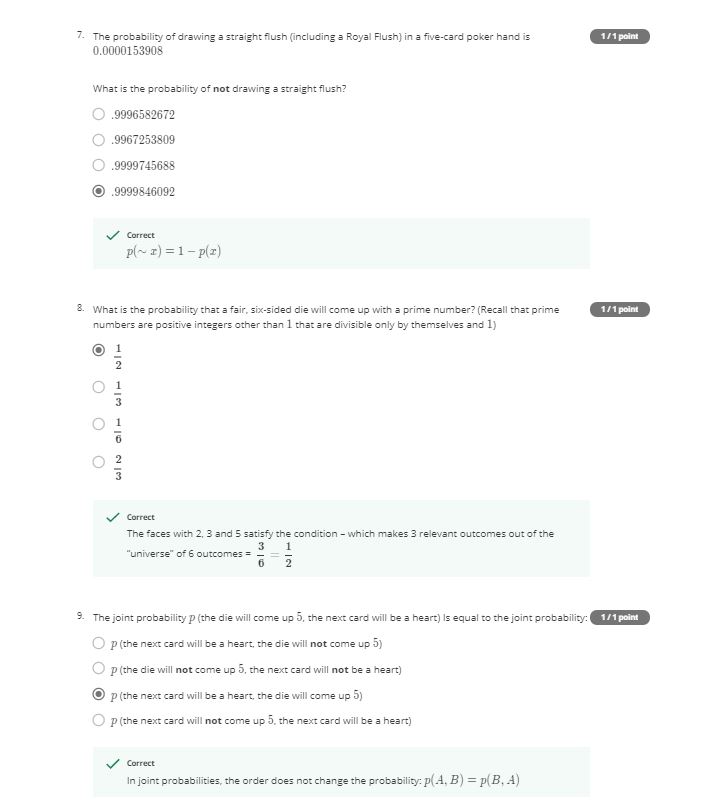 7. The probability of drawing a straight flush (including a Royal Flush) in a five-card poker hand is 1 / 1 point
0.0000153908
What is the probability of not drawing a straight flush?
.9996582672
.9967253809
.9999745688
.9999846092
Correct
p(∼ x) = 1 − p(x)
8. What is the probability that a fair, six-sided die will come up with a prime number? (Recall that prime 1 / 1 point
numbers are positive integers other than 1 that are divisible only by themselves and 1)
1/2
1/3
1/6
2/3
Correct
The faces with 2, 3 and 5 satisfy the condition – which makes 3 relevant outcomes out of the
"universe" of 6 outcomes = 3/6 = 1/2
9. The joint probability p (the die will come up 5, the next card will be a heart) is equal to the joint probability: 1 / 1 point
p (the next card will be a heart, the die will not come up 5)
p (the die will not come up 5, the next card will not be a heart)
p (the next card will be a heart, the die will come up 5)
p (the next card will not come up 5, the next card will be a heart)
Correct
In joint probabilities, the order does not change the probability: p(A, B) = p(B, A)